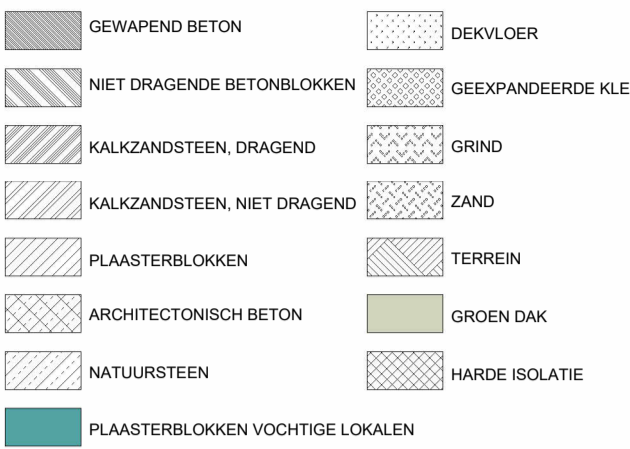 GEWAPEND BETON
NIET DRAGENDE BETONBLOKKEN
KALKZANDSTEEN, DRAGEND
KALKZANDSTEEN, NIET DRAGEND
PLAASTERBLOKKEN
ARCHITECTONISCH BETON
NATUURSTEEN
PLAASTERBLOKKEN VOCHTIGE LOKALEN
DEKVLOER
GEEXPANDEERDE KLE
GRIND
ZAND
TERREIN
GROEN DAK
HARDE ISOLATIE